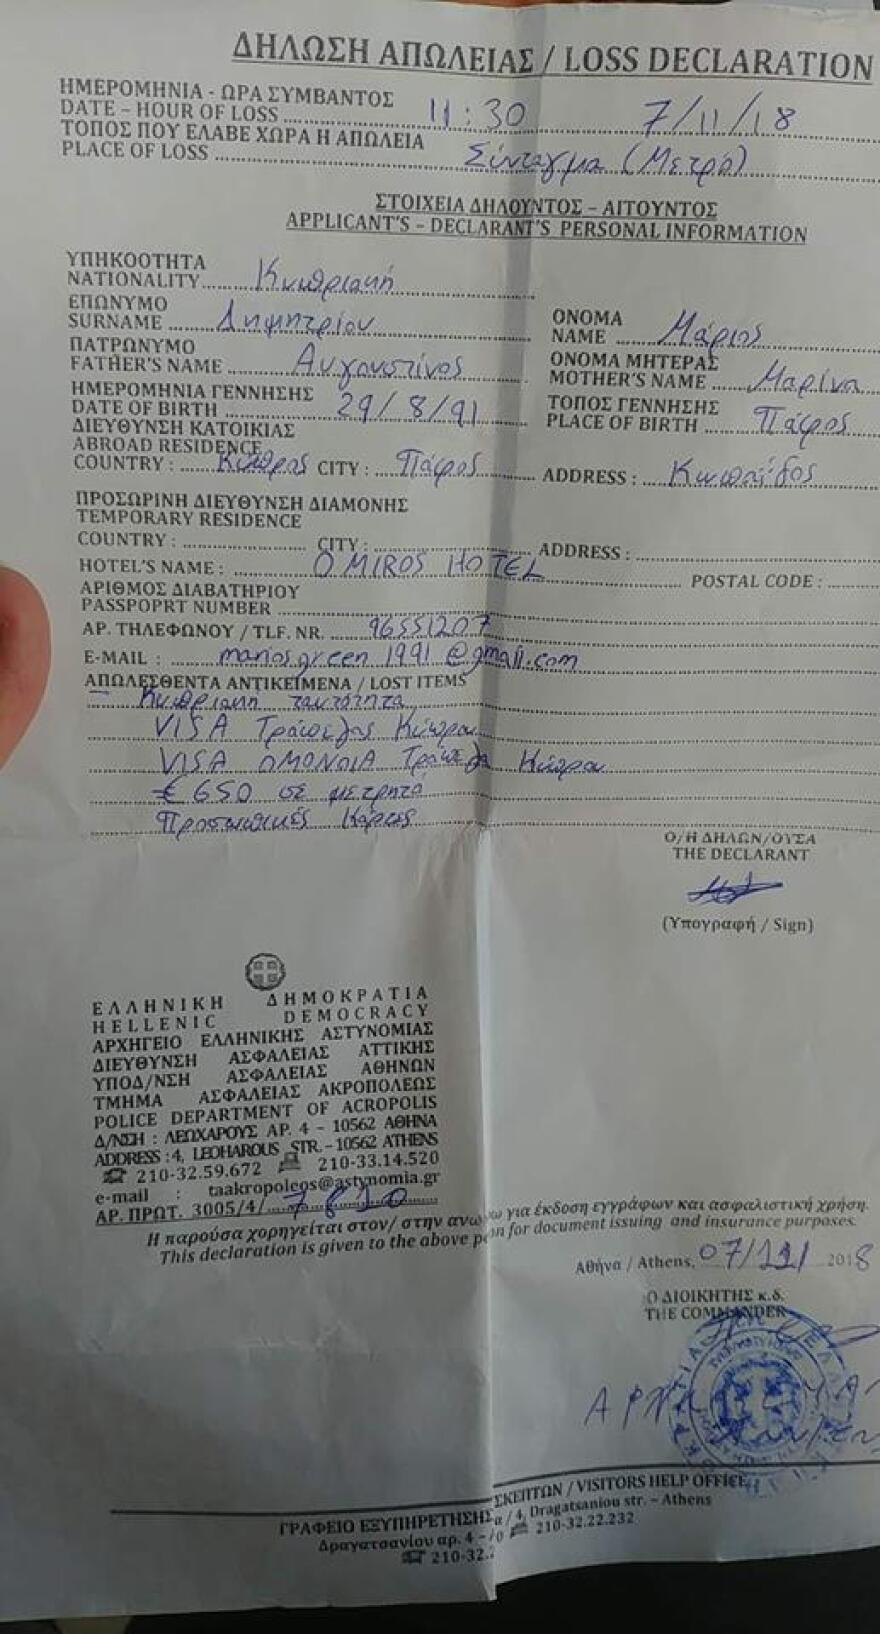 ΔΗΛΩΣΗ ΑΠΩΛΕΙΑΣ / LOSS DECLARATION
ΗΜΕΡΟΜΗΝΙΑ - ΩΡΑ ΣΥΜΒΑΝΤΟΣ
DATE – HOUR OF LOSS 11:30 7/11/18
ΤΟΠΟΣ ΠΟΥ ΕΛΑΒΕ ΧΩΡΑ Η ΑΠΩΛΕΙΑ
PLACE OF LOSS Σύνταγμα (Μετρό)
ΣΤΟΙΧΕΙΑ ΔΗΛΟΥΝΤΟΣ – ΑΙΤΟΥΝΤΟΣ
APPLICANT'S – DECLARANT'S PERSONAL INFORMATION
ΥΠΗΚΟΟΤΗΤΑ
NATIONALITY Κυπριακή
ΕΠΩΝΥΜΟ ΟΝΟΜΑ
SURNAME Δημητρίου NAME Μάριος
ΠΑΤΡΩΝΥΜΟ ΟΝΟΜΑ ΜΗΤΕΡΑΣ
FATHER'S NAME Αυγουστίνος MOTHER'S NAME Μαρίνα
ΗΜΕΡΟΜΗΝΙΑ ΓΕΝΝΗΣΗΣ ΤΟΠΟΣ ΓΕΝΝΗΣΗΣ
DATE OF BIRTH 29/8/91 PLACE OF BIRTH Πάφος
ΔΙΕΥΘΥΝΣΗ ΚΑΤΟΙΚΙΑΣ
ABROAD RESIDENCE
COUNTRY : Κύπρος CITY : Πάφος ADDRESS :
ΠΡΟΣΩΡΙΝΗ ΔΙΕΥΘΥΝΣΗ ΔΙΑΜΟΝΗΣ
TEMPORARY RESIDENCE
COUNTRY : CITY : ADDRESS :
HOTEL'S NAME : OMIROS HOTEL POSTAL CODE :
ΑΡΙΘΜΟΣ ΔΙΑΒΑΤΗΡΙΟΥ
PASSPOPRT NUMBER
ΑΡ. ΤΗΛΕΦΩΝΟΥ / TLF. NR. 96551207
E-MAIL : mariosgreen1991@gmail.com
ΑΠΩΛΕΣΘΕΝΤΑ ΑΝΤΙΚΕΙΜΕΝΑ / LOST ITEMS
Κυπριακή ταυτότητα
VISA Τράπεζας Κύπρου
VISA ΟΜΟΝΟΙΑ Τράπεζα Κύπρου
€650 σε μετρητά
Προσωπικές Κάρτες
Ο/Η ΔΗΛΩΝ/ΟΥΣΑ
THE DECLARANT
(Υπογραφή / Sign)
ΕΛΛΗΝΙΚΗ ΔΗΜΟΚΡΑΤΙΑ
HELLENIC DEMOCRACY
ΑΡΧΗΓΕΙΟ ΕΛΛΗΝΙΚΗΣ ΑΣΤΥΝΟΜΙΑΣ
ΔΙΕΥΘΥΝΣΗ ΑΣΦΑΛΕΙΑΣ ΑΤΤΙΚΗΣ
ΥΠΟΔ/ΝΣΗ ΑΣΦΑΛΕΙΑΣ ΑΘΗΝΩΝ
ΤΜΗΜΑ ΑΣΦΑΛΕΙΑΣ ΑΚΡΟΠΟΛΕΩΣ
POLICE DEPARTMENT OF ACROPOLIS
Δ/ΝΣΗ : ΛΕΩΧΑΡΟΥΣ ΑΡ. 4 – 10562 ΑΘΗΝΑ
ADDRESS :4, LEOHAROUS STR. – 10562 ATHENS
210-32.59.672 210-33.14.520
e-mail : taakropoleos@astynomia.gr
ΑΡ. ΠΡΩΤ. 3005/4/ 7810
Η παρούσα χορηγείται στον/ στην ανω για έκδοση εγγράφων και ασφαλιστική χρήση.
This declaration is given to the above for document issuing and insurance purposes.
Αθήνα / Athens, 07/11/ 2018
Ο ΔΙΟΙΚΗΤΗΣ κ.δ.
THE COMMANDER
ΓΡΑΦΕΙΟ ΕΞΥΠΗΡΕΤΗΣΗΣ ΣΚΕΠΤΩΝ / VISITORS HELP OFFICE
Δραγατσανίου αρ. 4 – / 4, Dragatsaniou str. – Athens
210-32.2 210-32.22.232